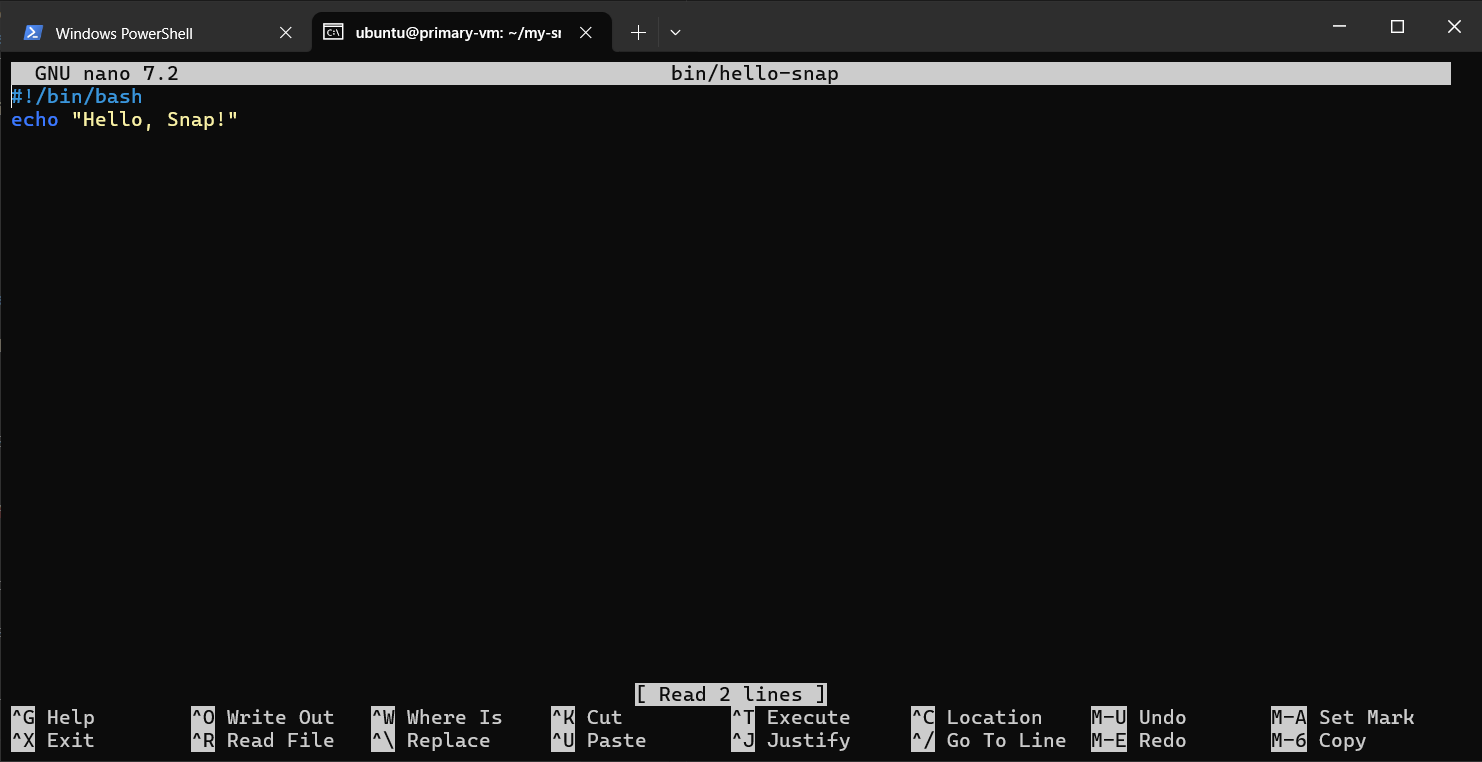 Windows PowerShell
ubuntu@primary-vm: ~/my-sn
GNU nano 7.2 bin/hello-snap
#!/bin/bash
echo "Hello, Snap!"
[ Read 2 lines ]
^G Help ^O Write Out ^W Where Is ^K Cut ^T Execute ^C Location M-U Undo M-A Set Mark
^X Exit ^R Read File ^\ Replace ^U Paste ^J Justify ^/ Go To Line M-E Redo M-6 Copy